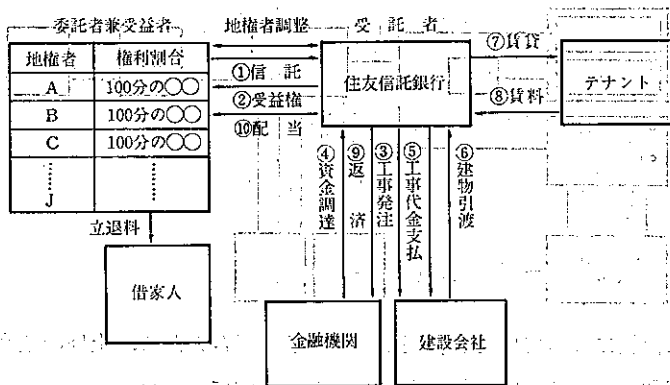 委託者兼受益者
地権者調整
受託者
地権者 権利割合
A 100分の○○
B 100分の○○
C 100分の○○
J
①信託
②受益権
⑩配当
住友信託銀行
⑦賃貸
⑧賃料
テナント
④資金調達
⑨返済
③工事発注
⑤工事代金支払
⑥建物引渡
立退料
借家人
金融機関
建設会社